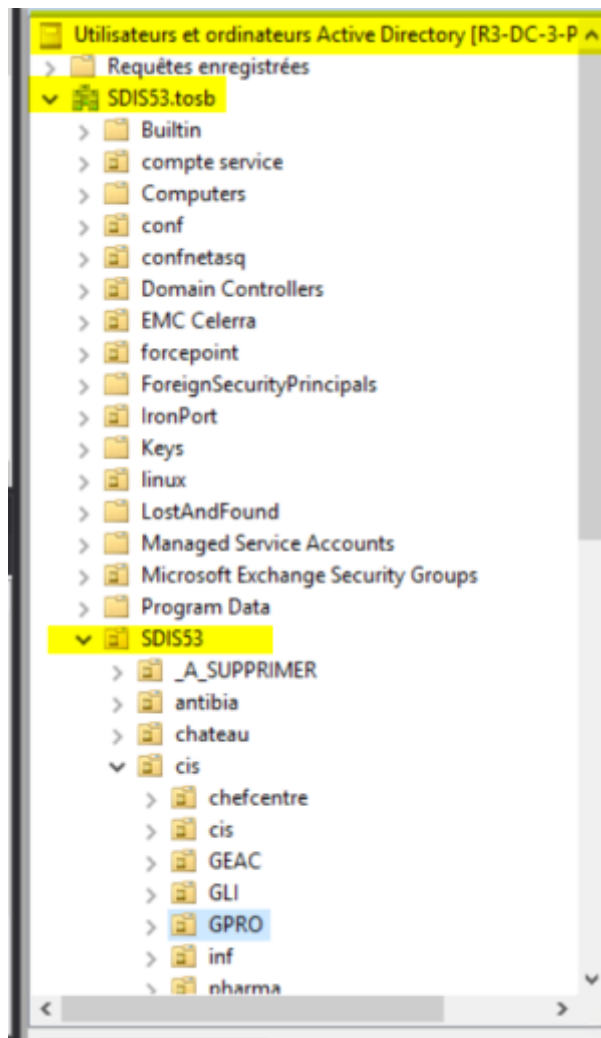 Utilisateurs et ordinateurs Active Directory [R3-DC-3-P
Requêtes enregistrées
SDIS53.tosb
Builtin
compte service
Computers
conf
confnetasq
Domain Controllers
EMC Celerra
forcepoint
ForeignSecurityPrincipals
IronPort
Keys
linux
LostAndFound
Managed Service Accounts
Microsoft Exchange Security Groups
Program Data
SDIS53
_A_SUPPRIMER
antibia
chateau
cis
chefcentre
cis
GEAC
GLI
GPRO
inf
pharma